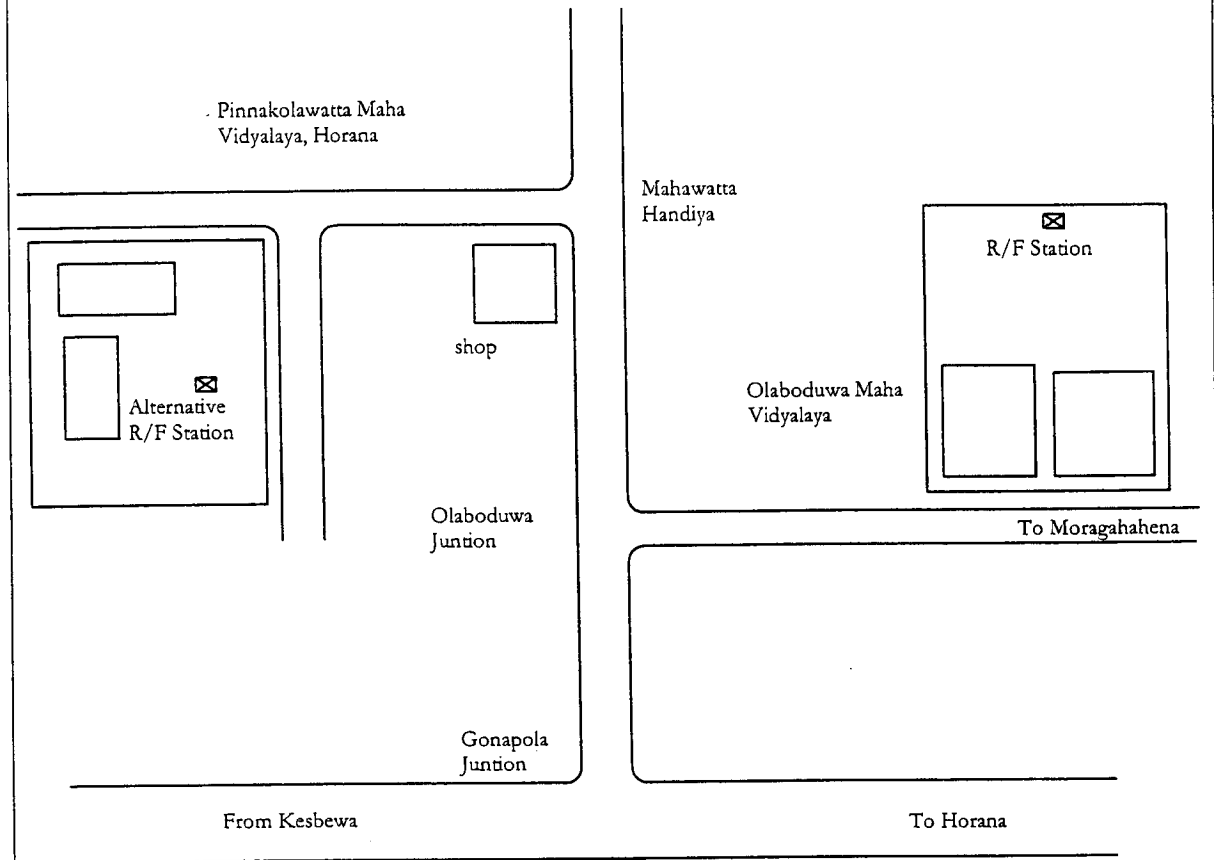 Pinnakolawatta Maha
Vidyalaya, Horana
Mahawatta
Handiya
R/F Station
shop
Alternative
R/F Station
Olaboduwa Maha
Vidyalaya
Olaboduwa
Juntion
To Moragahahena
Gonapola
Juntion
From Kesbewa
To Horana